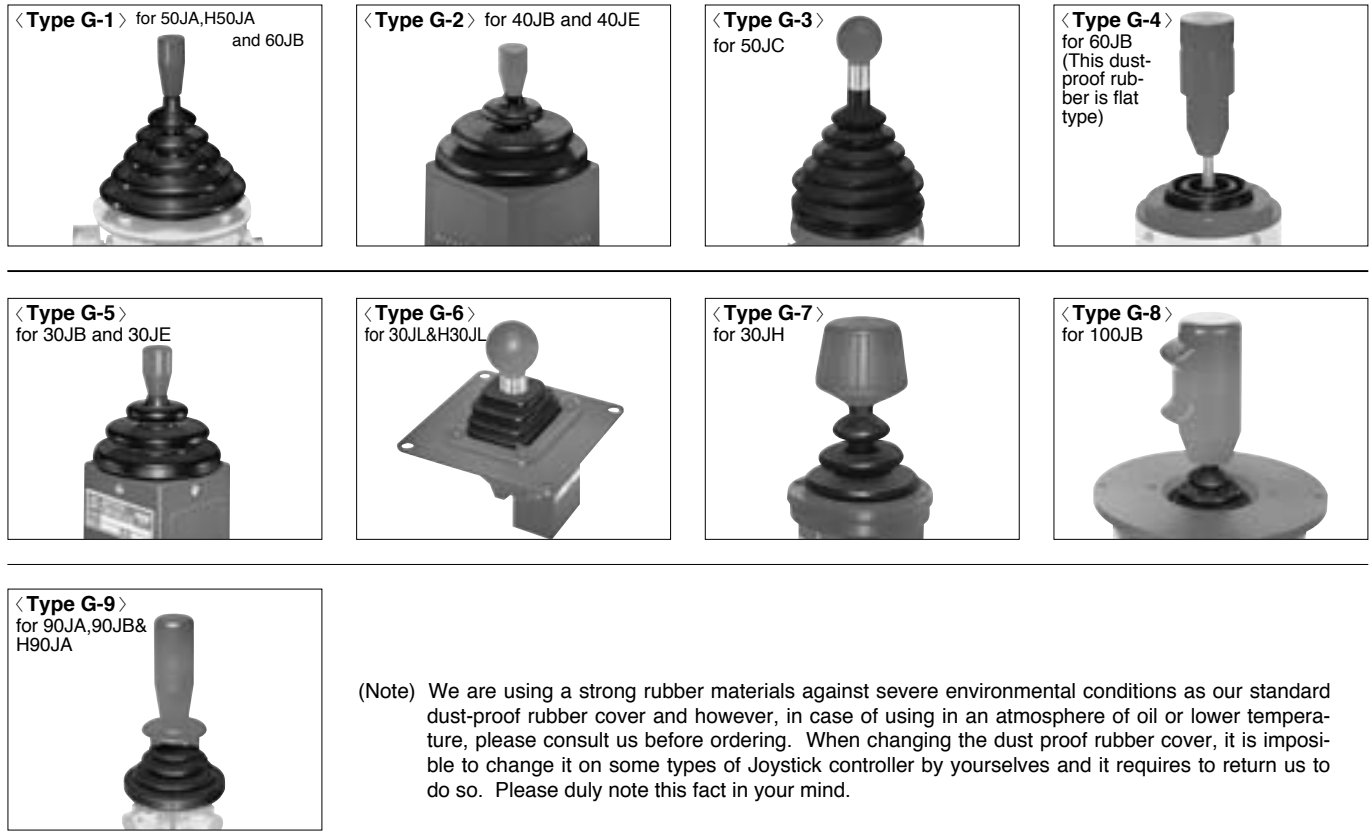 〈Type G-1〉 for 50JA,H50JA
and 60JB
〈Type G-2〉 for 40JB and 40JE
〈Type G-3〉
for 50JC
〈Type G-4〉
for 60JB
(This dust-
proof rub-
ber is flat
type)
〈Type G-5〉
for 30JB and 30JE
〈Type G-6〉
for 30JL&H30JL
〈Type G-7〉
for 30JH
〈Type G-8〉
for 100JB
〈Type G-9〉
for 90JA,90JB&
H90JA
(Note) We are using a strong rubber materials against severe environmental conditions as our standard
dust-proof rubber cover and however, in case of using in an atmosphere of oil or lower tempera-
ture, please consult us before ordering. When changing the dust proof rubber cover, it is imposi-
ble to change it on some types of Joystick controller by yourselves and it requires to return us to
do so. Please duly note this fact in your mind.